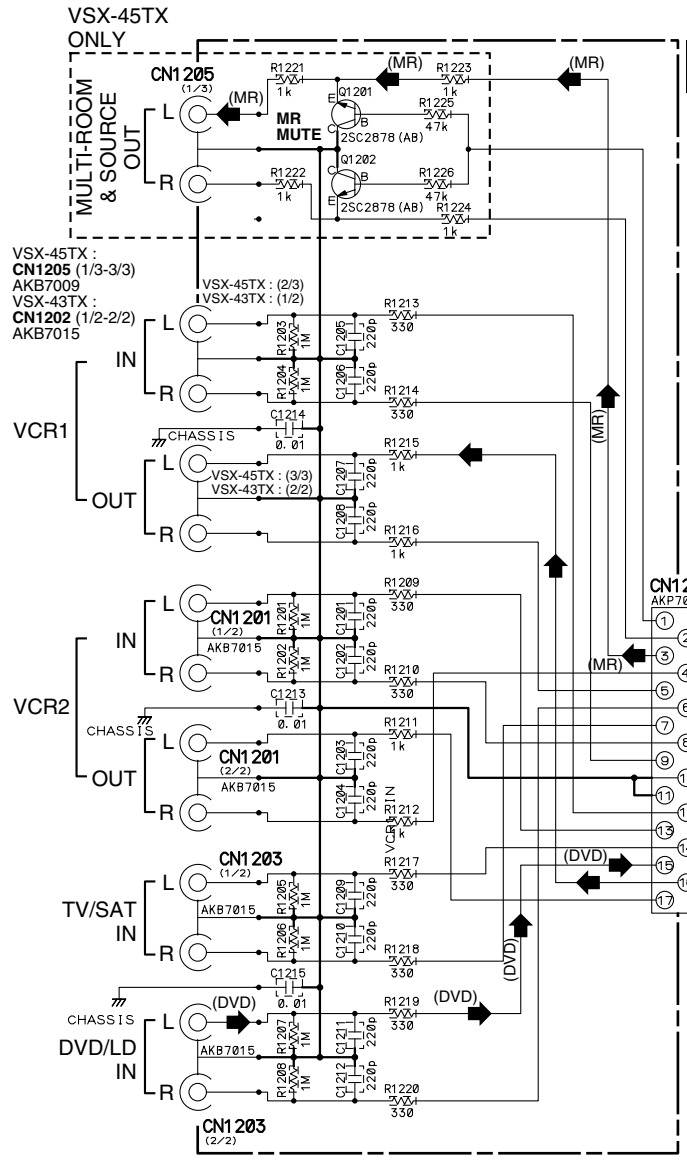 VSX-45TX
ONLY
CN1205
(1/3)
(MR)
R1221
1k
(MR)
R1223
1k
(MR)
MULTI-ROOM
& SOURCE
OUT
L
R
MR
MUTE
E
Q1201
C
B
2SC2878(AB)
R1225
47k
Q1202
C
B
E
2SC2878(AB)
R1226
47k
R1222
1k
R1224
1k
VSX-45TX :
CN1205 (1/3-3/3)
AKB7009
VSX-43TX :
CN1202 (1/2-2/2)
AKB7015
VSX-45TX : (2/3)
VSX-43TX : (1/2)
VCR1
IN
L
R
R1203
1M
R1204
1M
C1205
220p
C1206
220p
R1213
330
R1214
330
(MR)
C1214
0.01
CHASSIS
OUT
L
R
VSX-45TX : (3/3)
VSX-43TX : (2/2)
C1207
220p
C1208
220p
R1215
1k
R1216
1k
VCR2
IN
L
R
CN1201
(1/2)
AKB7015
R1201
1M
R1202
1M
C1201
220p
C1202
220p
R1209
330
R1210
330
C1213
0.01
CHASSIS
OUT
L
R
CN1201
(2/2)
AKB7015
C1203
220p
C1204
220p
R1211
1k
R1212
1k
VCR1 IN
TV/SAT
IN
L
R
CN1203
(1/2)
AKB7015
R1205
1M
R1206
1M
C1209
220p
C1210
220p
R1217
330
R1218
330
C1215
0.01
CHASSIS
DVD/LD
IN
L
R
(DVD)
AKB7015
R1207
1M
R1208
1M
C1211
220p
C1212
220p
R1219
330
(DVD)
R1220
330
(DVD)
(DVD)
CN1203
(2/2)
(MR)
1
3
5
7
9
11
13
15
17
2
4
6
8